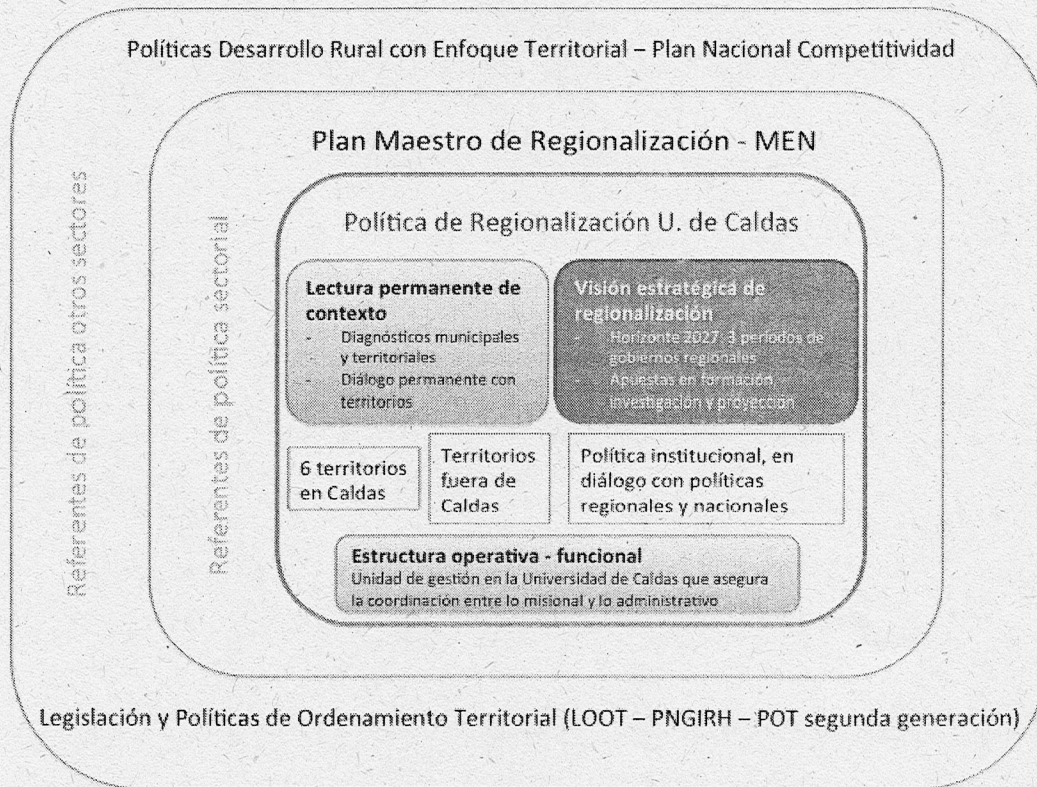 Políticas Desarrollo Rural con Enfoque Territorial – Plan Nacional Competitividad
Referentes de política otros sectores
Referentes de política sectorial
Plan Maestro de Regionalización - MEN
Política de Regionalización U. de Caldas
Lectura permanente de
contexto
- Diagnósticos municipales
y territoriales
- Diálogo permanente con
territorios
Visión estratégica de
regionalización
- Horizonte 2027: 3 períodos de
gobiernos regionales
- Apuestas en formación
investigación y proyección
6 territorios
en Caldas
Territorios
fuera de
Caldas
Política institucional, en
diálogo con políticas
regionales y nacionales
Estructura operativa - funcional
Unidad de gestión en la Universidad de Caldas que asegura
la coordinación entre lo misional y lo administrativo
Legislación y Políticas de Ordenamiento Territorial (LOOT – PNGIRH – POT segunda generación)